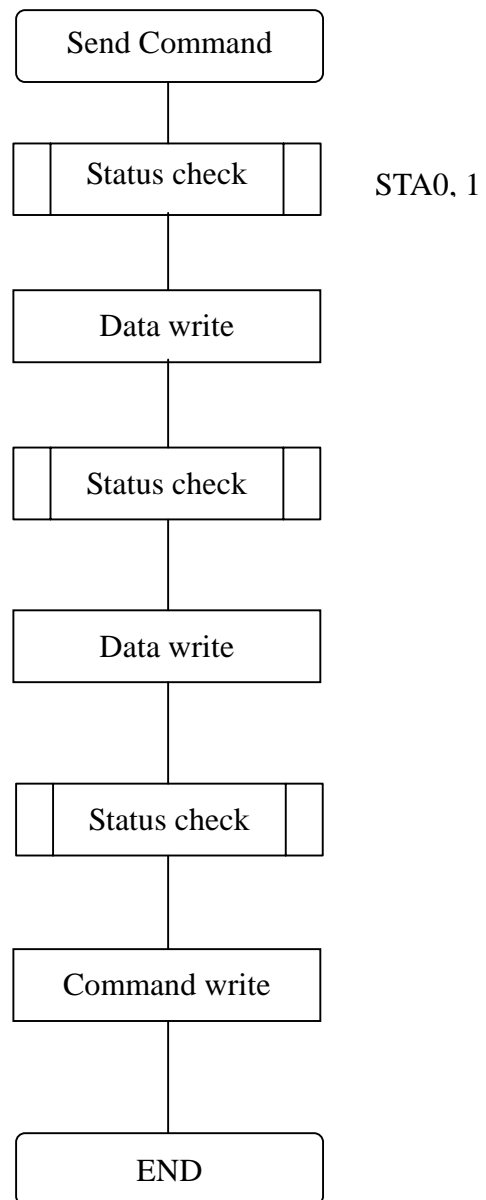 Send Command
Status check
STA0, 1
Data write
Status check
Data write
Status check
Command write
END